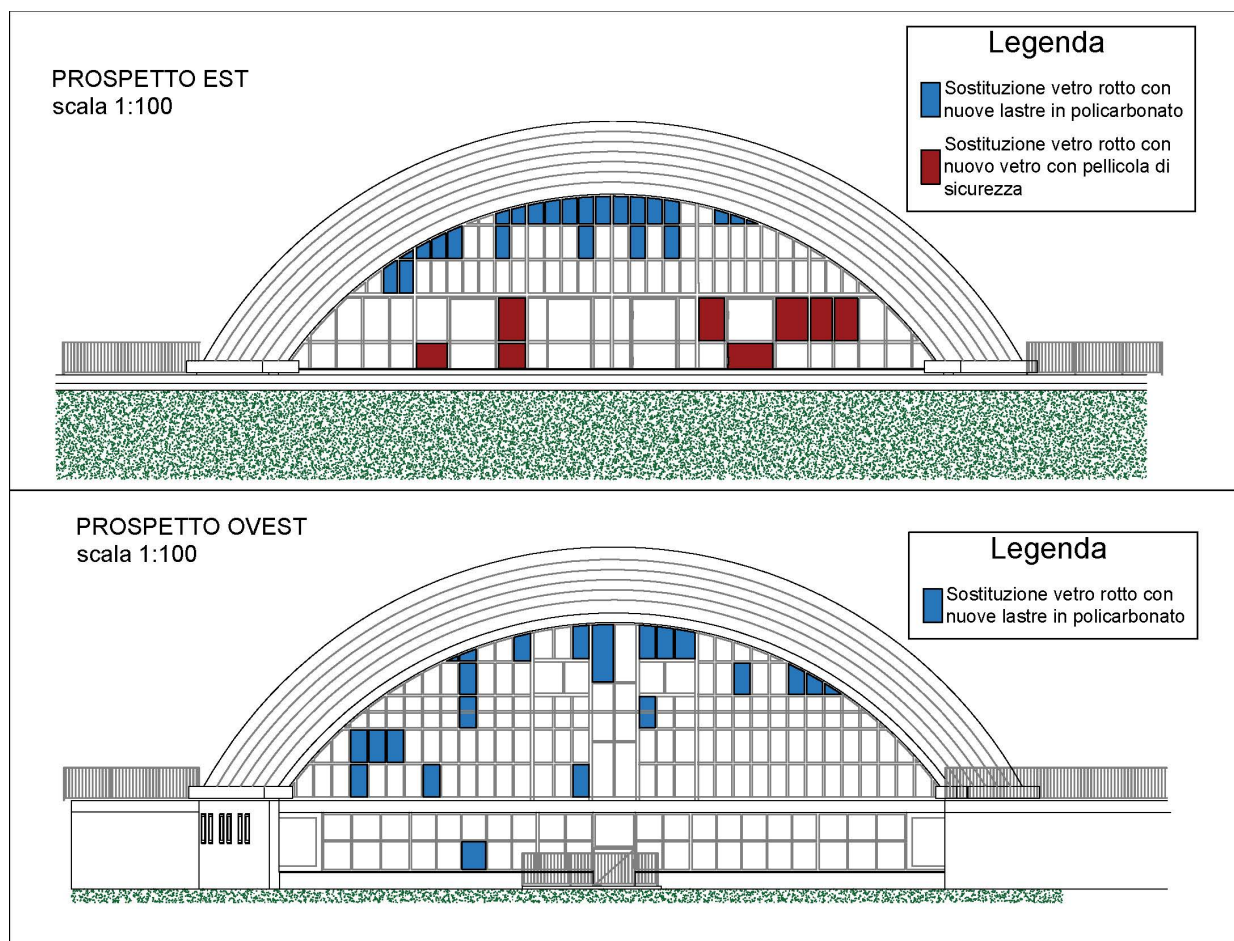 PROSPETTO EST
scala 1:100
Legenda
Sostituzione vetro rotto con
nuove lastre in policarbonato
Sostituzione vetro rotto con
nuovo vetro con pellicola di
sicurezza
PROSPETTO OVEST
scala 1:100
Legenda
Sostituzione vetro rotto con
nuove lastre in policarbonato